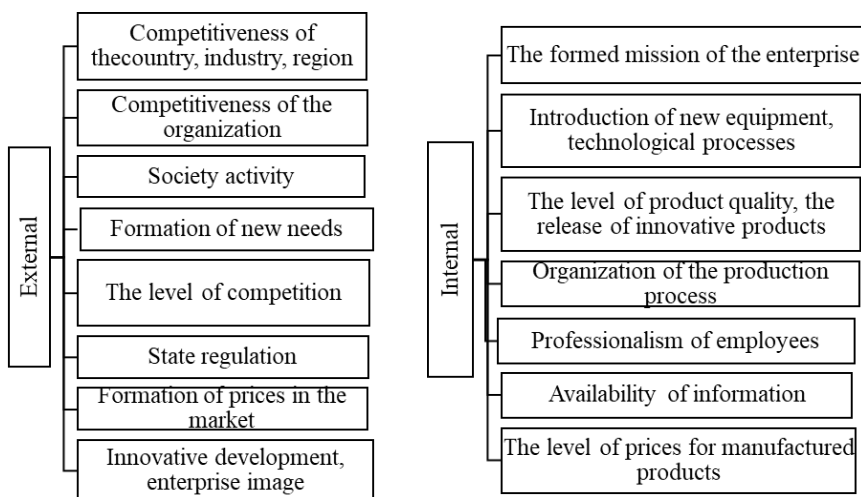 External
Competitiveness of
thecountry, industry, region
Competitiveness of the
organization
Society activity
Formation of new needs
The level of competition
State regulation
Formation of prices in the
market
Innovative development,
enterprise image
Internal
The formed mission of the enterprise
Introduction of new equipment,
technological processes
The level of product quality, the
release of innovative products
Organization of the production
process
Professionalism of employees
Availability of information
The level of prices for manufactured
products